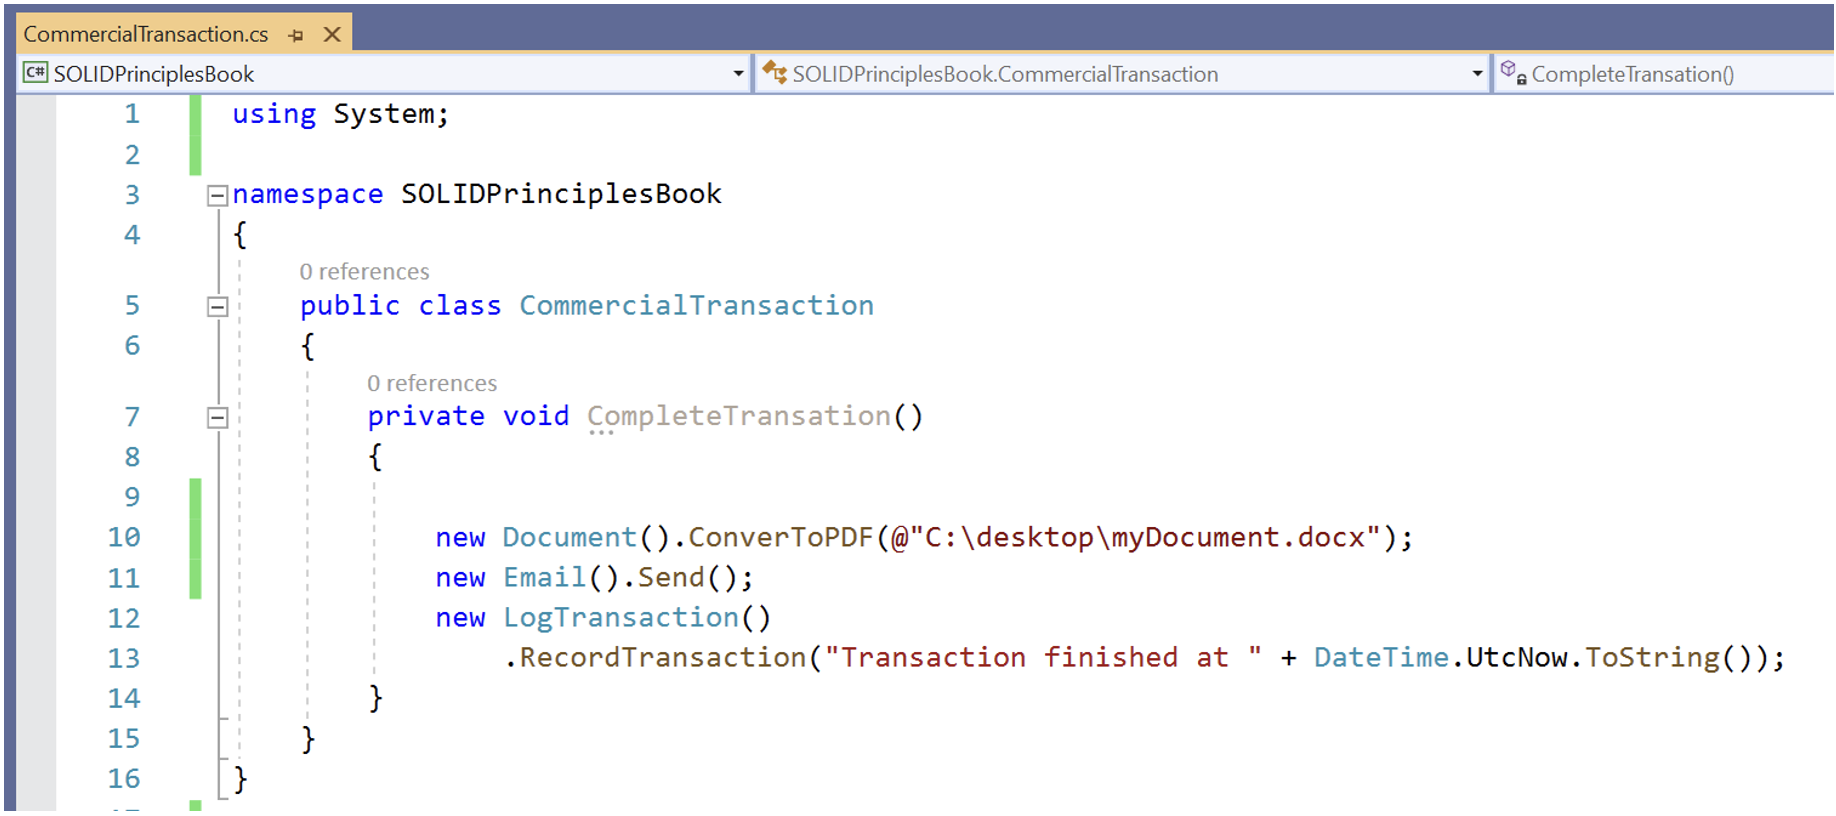 CommercialTransaction.cs
C# SOLIDPrinciplesBook SOLIDPrinciplesBook.CommercialTransaction CompleteTransation()
1 using System;
2
3 namespace SOLIDPrinciplesBook
4 {
0 references
5 public class CommercialTransaction
6 {
0 references
7 private void CompleteTransation()
8 {
9
10 new Document().ConverToPDF(@"C:\desktop\myDocument.docx");
11 new Email().Send();
12 new LogTransaction()
13 .RecordTransaction("Transaction finished at " + DateTime.UtcNow.ToString());
14 }
15 }
16 }